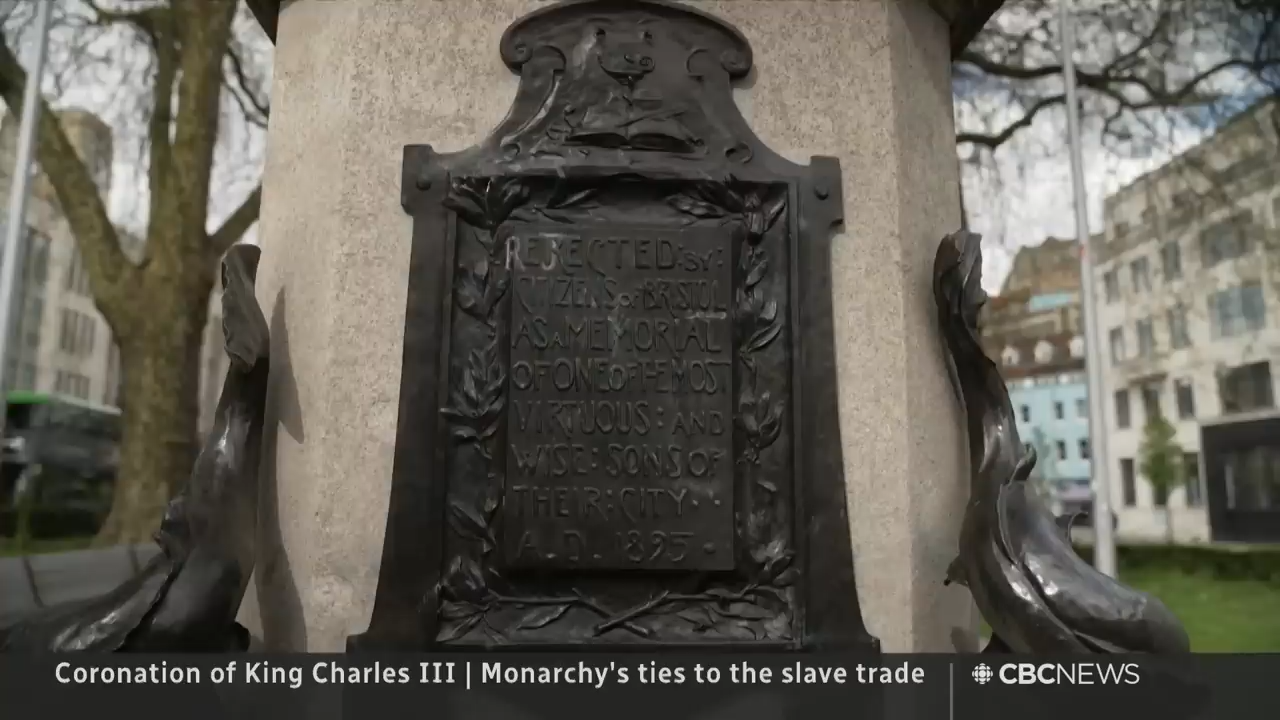 REJECTED:BY:
CITIZENS OF BRISTOL
AS A MEMORIAL
OF ONE OF THE MOST
VIRTUOUS: AND
WISE: SONS OF
THEIR: CITY··
A.D. 1895·
Coronation of King Charles III | Monarchy's ties to the slave trade
CBCNEWS